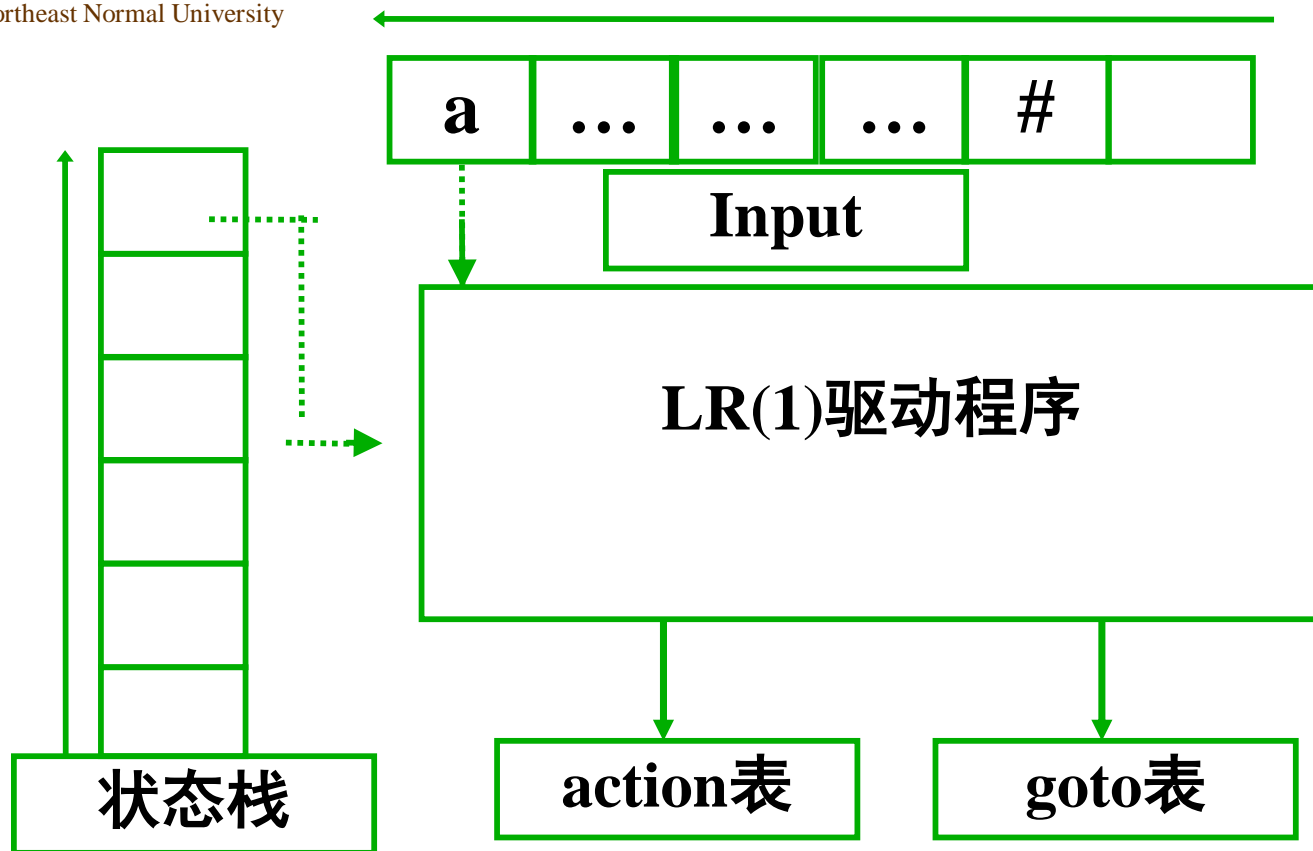 ortheast Normal University
a … … … #
Input
LR(1)驱动程序
状态栈
action表
goto表